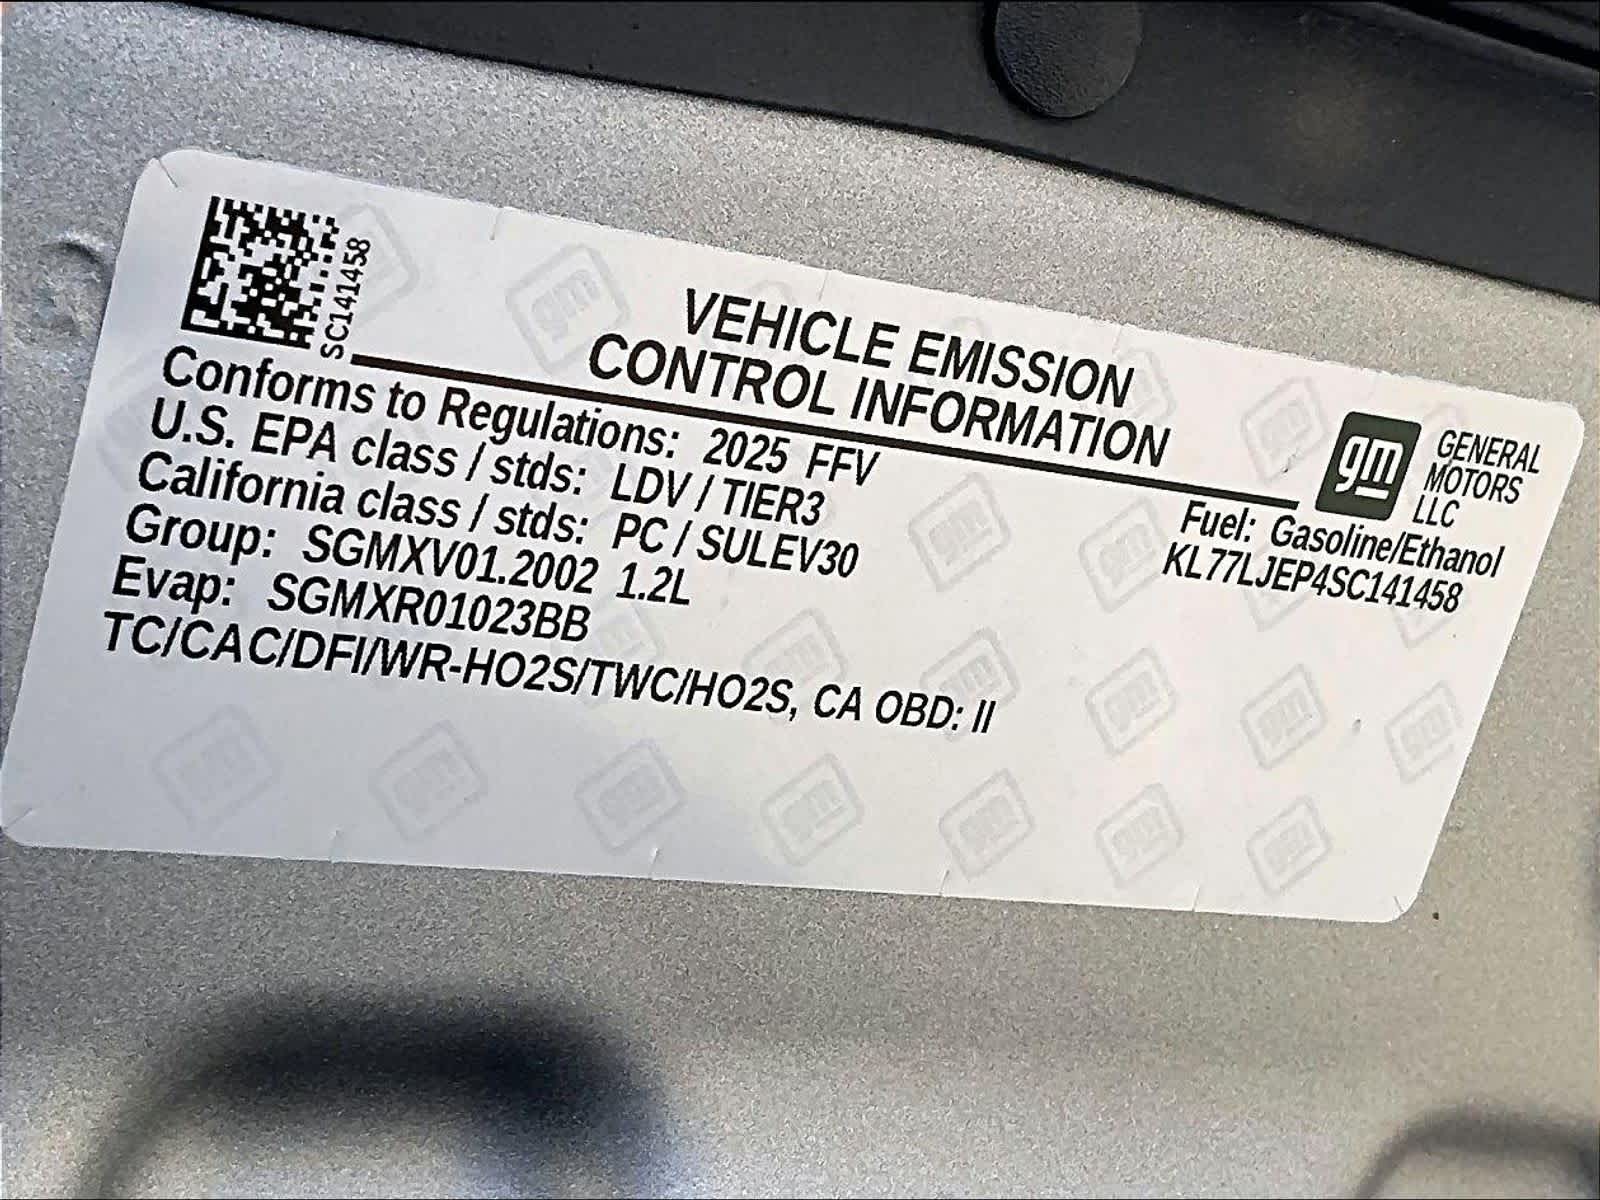 SC141458
VEHICLE EMISSION
CONTROL INFORMATION
gm GENERAL
MOTORS
LLC
Conforms to Regulations: 2025 FFV
U.S. EPA class / stds: LDV / TIER3
California class / stds: PC / SULEV30
Group: SGMXV01.2002 1.2L
Evap: SGMXR01023BB
TC/CAC/DFI/WR-HO2S/TWC/HO2S, CA OBD: II
Fuel: Gasoline/Ethanol
KL77LJEP4SC141458